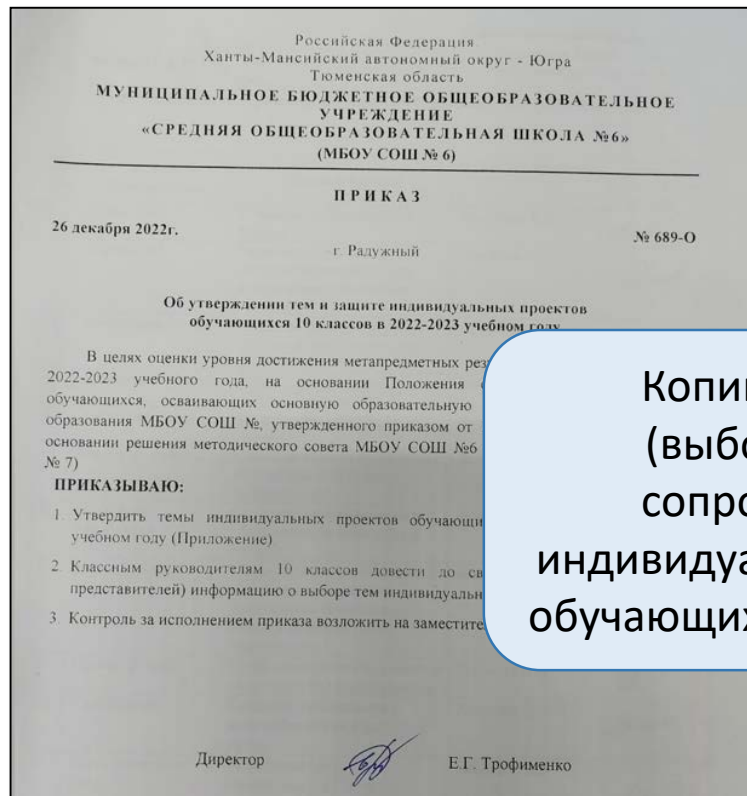 Российская Федерация
Ханты-Мансийский автономный округ - Югра
Тюменская область
МУНИЦИПАЛЬНОЕ БЮДЖЕТНОЕ ОБЩЕОБРАЗОВАТЕЛЬНОЕ
УЧРЕЖДЕНИЕ
«СРЕДНЯЯ ОБЩЕОБРАЗОВАТЕЛЬНАЯ ШКОЛА №6»
(МБОУ СОШ № 6)
ПРИКАЗ
26 декабря 2022г. № 689-О
г. Радужный
Об утверждении тем и защите индивидуальных проектов
обучающихся 10 классов в 2022-2023 учебном году
В целях оценки уровня достижения метапредметных рез
2022-2023 учебного года, на основании Положения
обучающихся, осваивающих основную образовательную
образования МБОУ СОШ №, утвержденного приказом от
основании решения методического совета МБОУ СОШ №6
№ 7)
ПРИКАЗЫВАЮ:
1. Утвердить темы индивидуальных проектов обучающи
учебном году (Приложение)
2. Классным руководителям 10 классов довести до св
представителей) информацию о выборе тем индивидуальн
3. Контроль за исполнением приказа возложить на заместите
Директор Е.Г. Трофименко
Копи
(выбо
сопро
индивидуа
обучающих